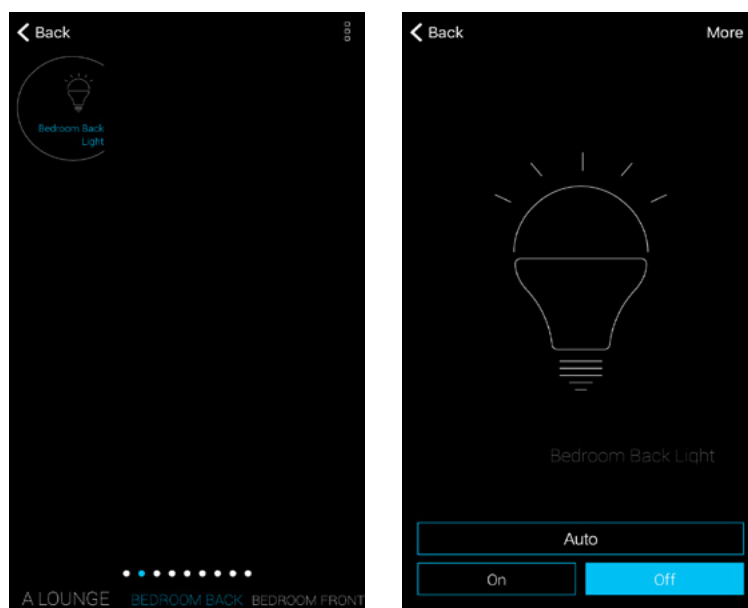 Back
Bedroom Back
Light
A LOUNGE BEDROOM BACK BEDROOM FRONT
Back More
Bedroom Back Light
Auto
On Off